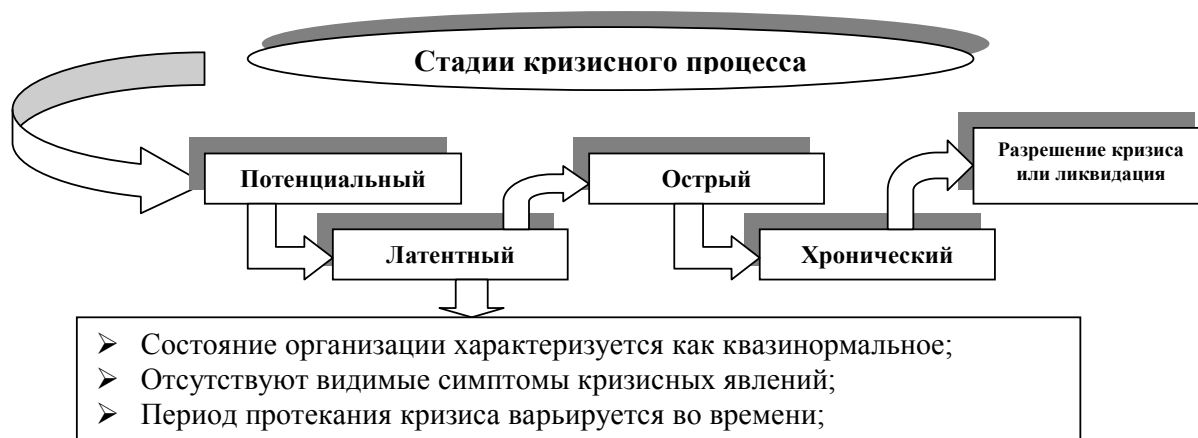 Стадии кризисного процесса
Потенциальный
Латентный
Острый
Хронический
Разрешение кризиса
или ликвидация
➢ Состояние организации характеризуется как квазинормальное;
➢ Отсутствуют видимые симптомы кризисных явлений;
➢ Период протекания кризиса варьируется во времени;